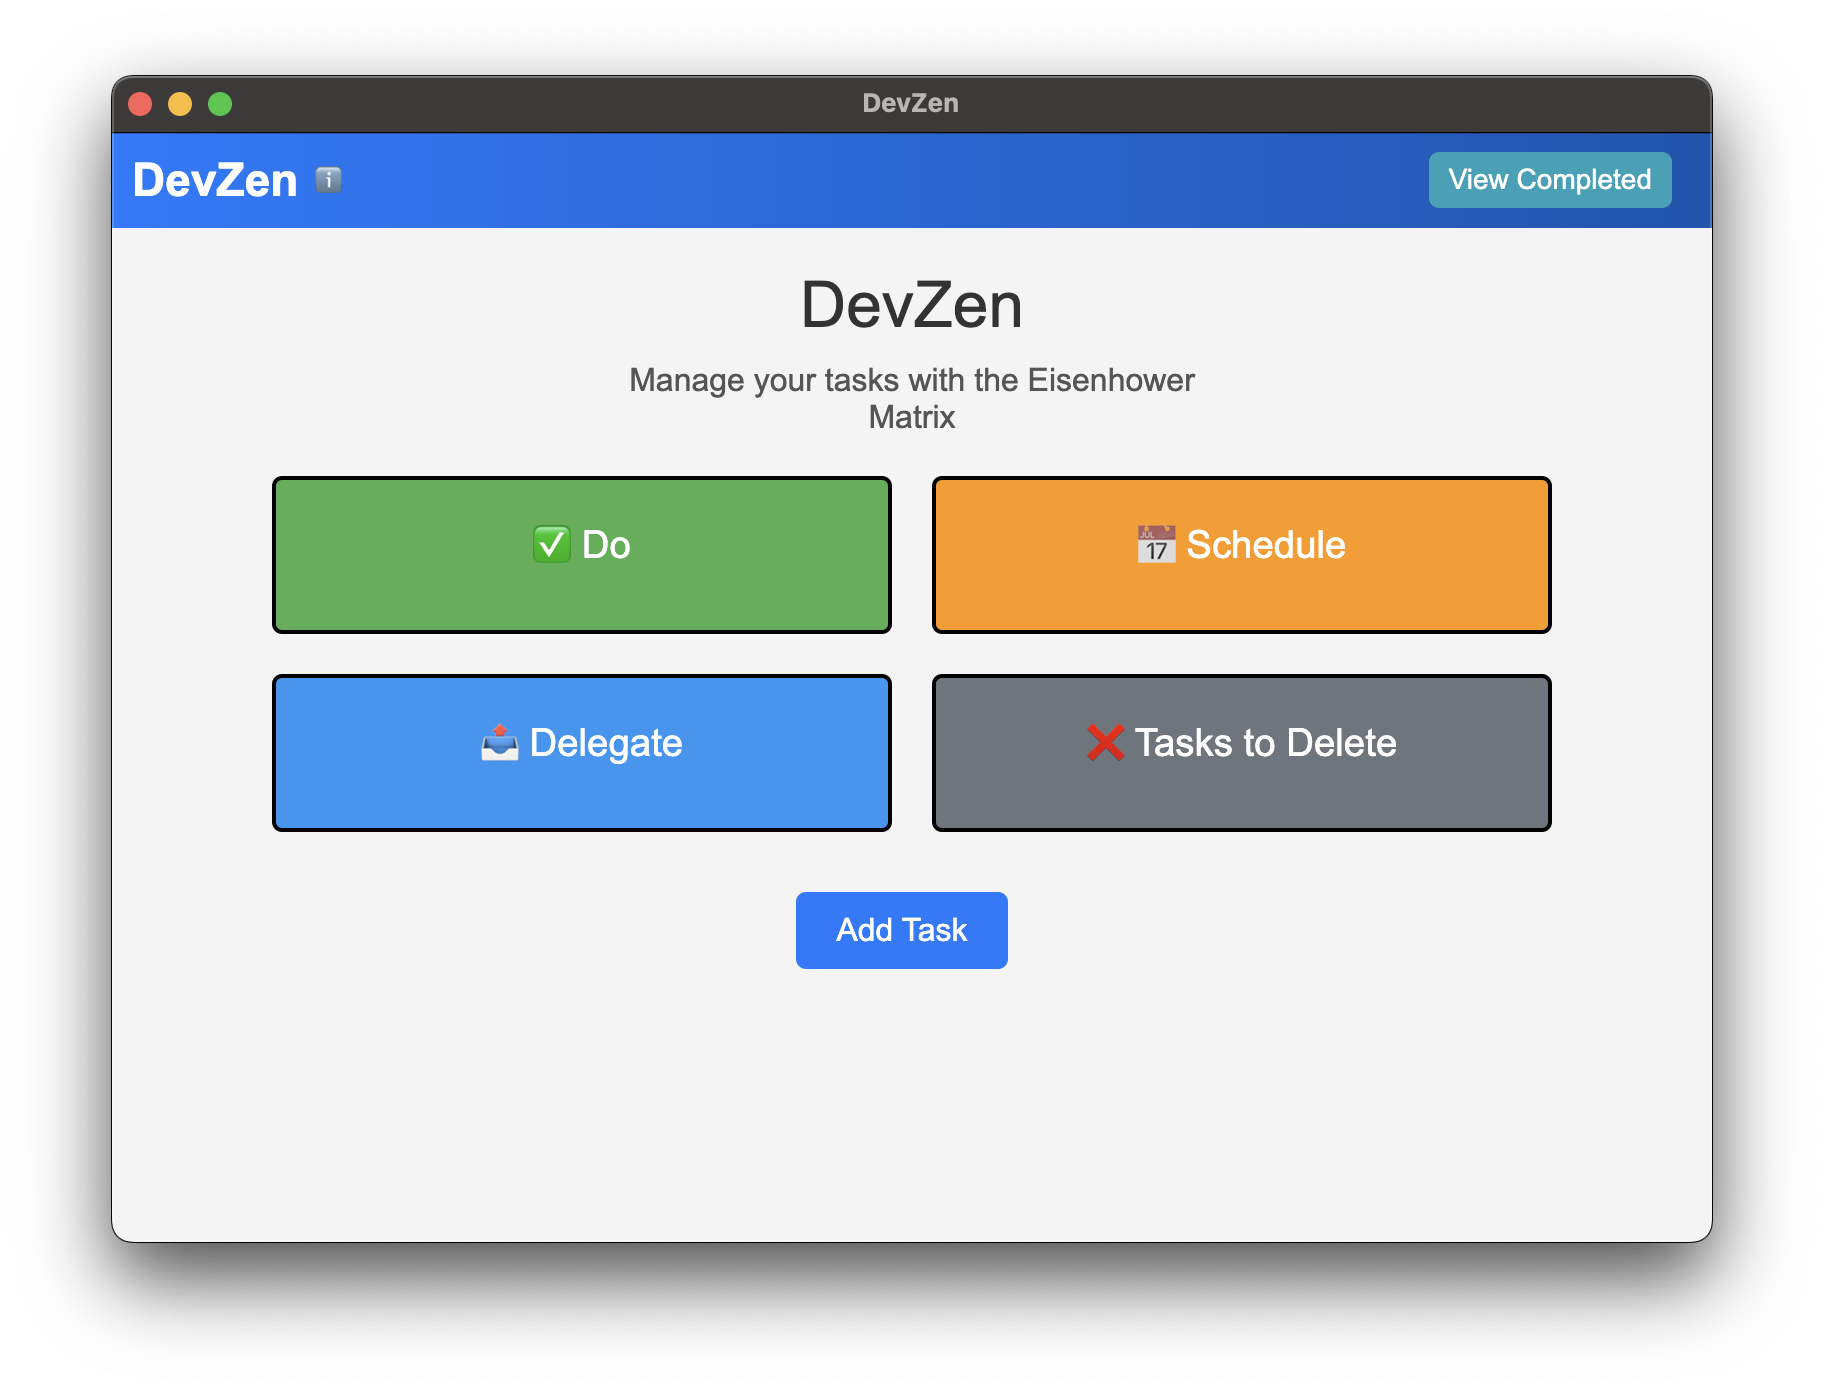 DevZen
DevZen ℹ️
View Completed
DevZen
Manage your tasks with the Eisenhower
Matrix
✅ Do
📅 Schedule
📤 Delegate
❌ Tasks to Delete
Add Task